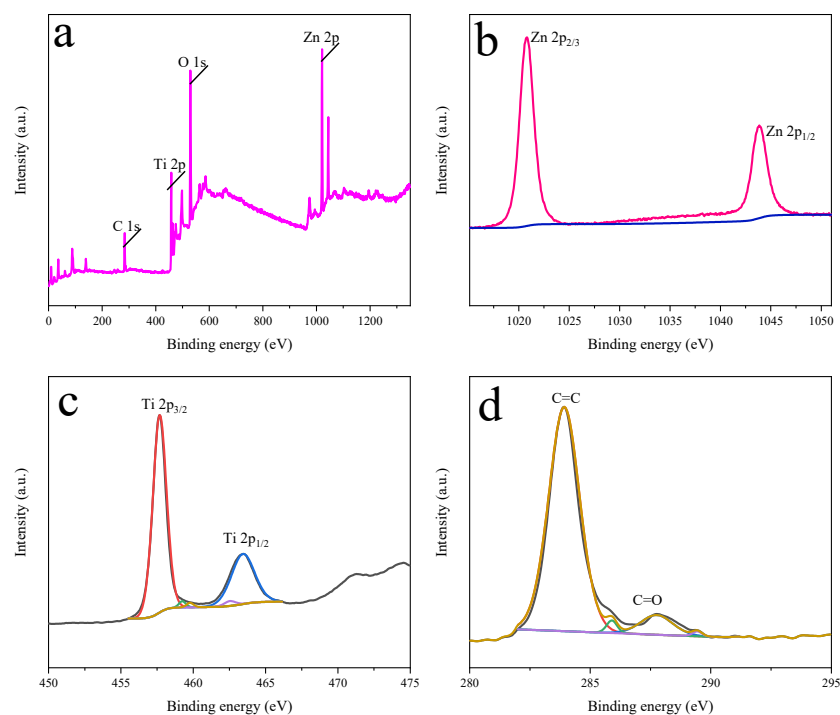 a
Zn 2p
O 1s
Ti 2p
C 1s
Intensity (a.u.)
0 200 400 600 800 1000 1200
Binding energy (eV)
b
Zn 2p2/3
Zn 2p1/2
Intensity (a.u.)
1020 1025 1030 1035 1040 1045 1050
Binding energy (eV)
c
Ti 2p3/2
Ti 2p1/2
Intensity (a.u.)
450 455 460 465 470 475
Binding energy (eV)
d
C=C
C=O
Intensity (a.u.)
280 285 290 295
Binding energy (eV)